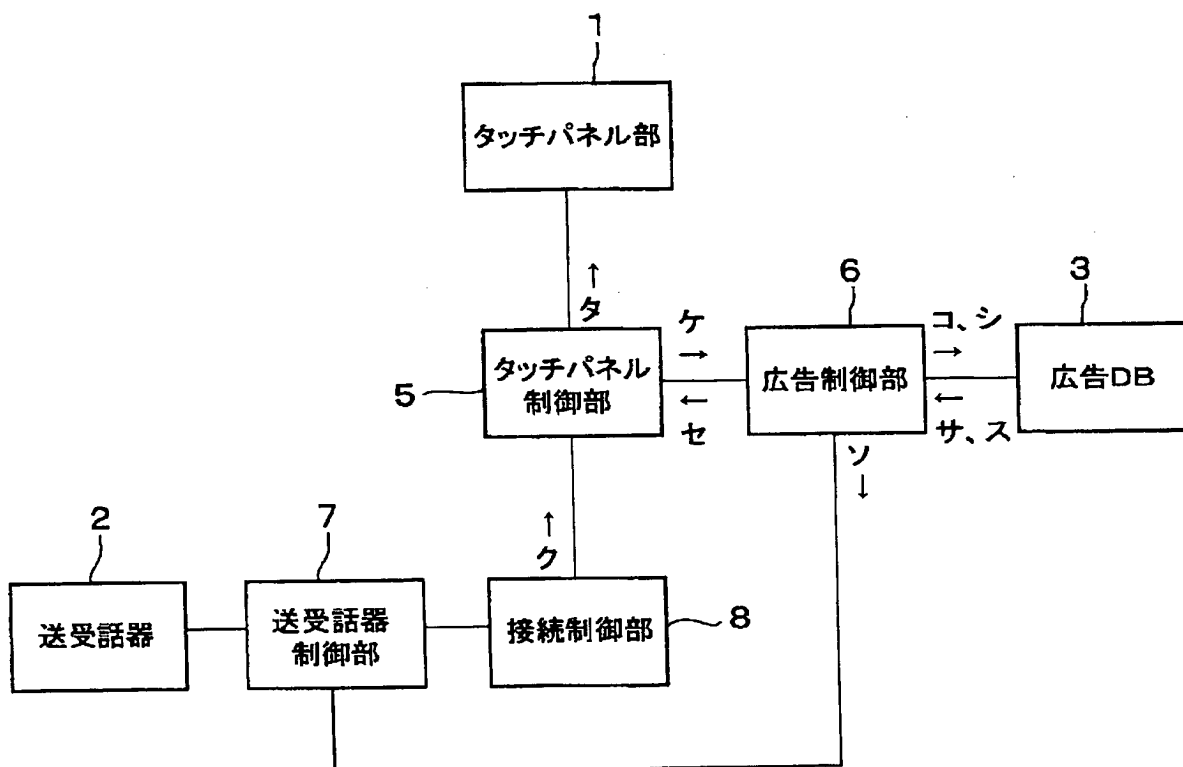 1
タッチパネル部
↑
タ
6
3
ケ
→
コ、シ
→
5
タッチパネル
制御部
広告制御部
広告DB
←
セ
←
サ、ス
ソ
↓
2
7
↑
ク
送受話器
送受話器
制御部
接続制御部
8